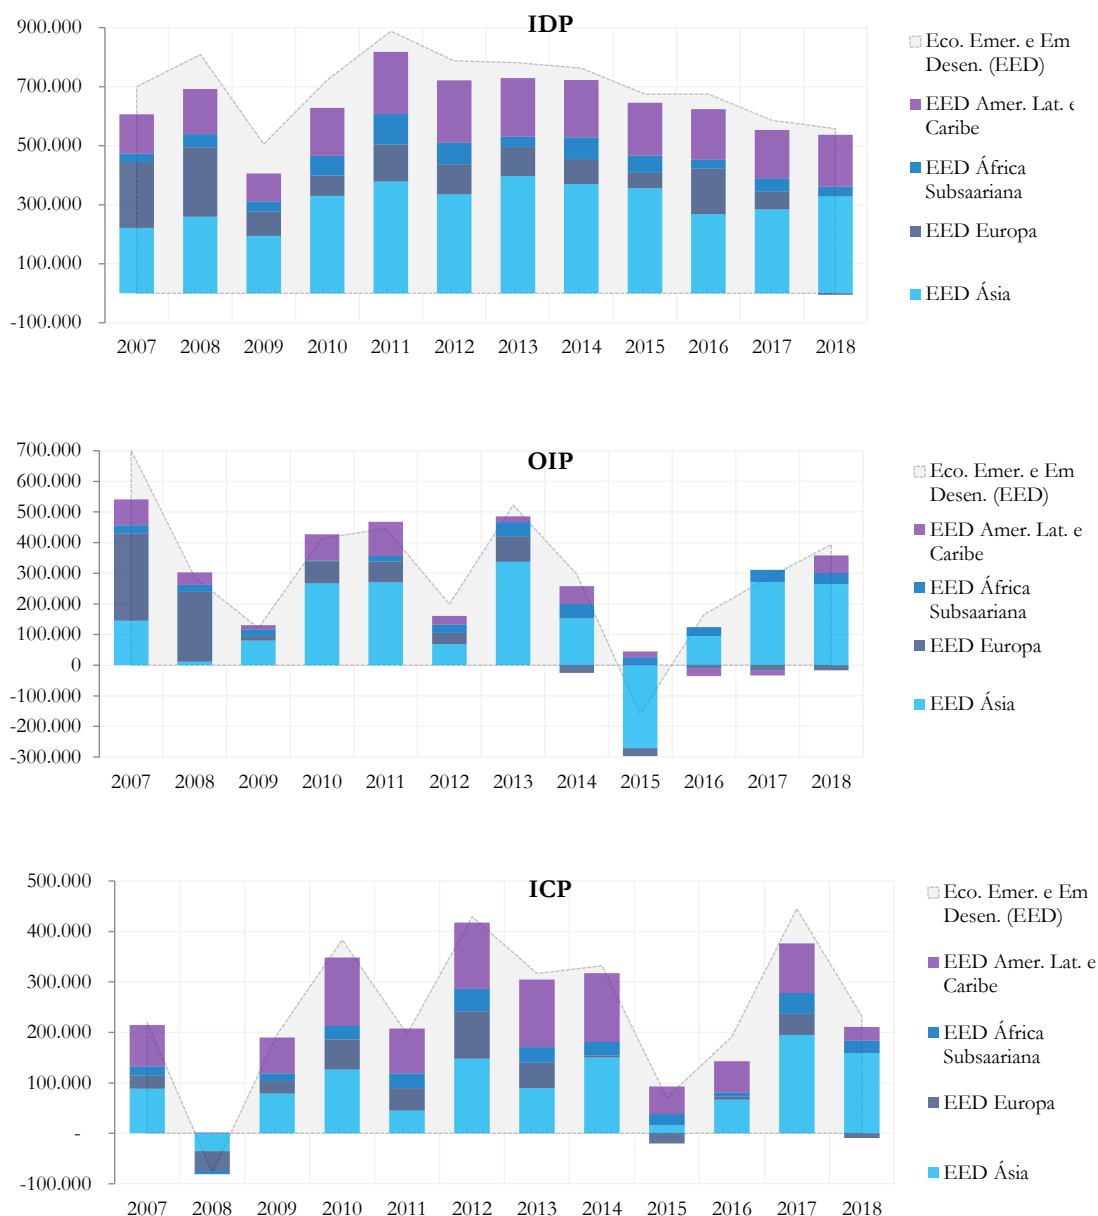 IDP
900.000
700.000
500.000
300.000
100.000
-100.000
2007 2008 2009 2010 2011 2012 2013 2014 2015 2016 2017 2018
Eco. Emer. e Em
Desen. (EED)
EED Amer. Lat. e
Caribe
EED África
Subsaariana
EED Europa
EED Ásia
OIP
700.000
600.000
500.000
400.000
300.000
200.000
100.000
0
-100.000
-200.000
-300.000
2007 2008 2009 2010 2011 2012 2013 2014 2015 2016 2017 2018
Eco. Emer. e Em
Desen. (EED)
EED Amer. Lat. e
Caribe
EED África
Subsaariana
EED Europa
EED Ásia
ICP
500.000
400.000
300.000
200.000
100.000
-
-100.000
2007 2008 2009 2010 2011 2012 2013 2014 2015 2016 2017 2018
Eco. Emer. e Em
Desen. (EED)
EED Amer. Lat. e
Caribe
EED África
Subsaariana
EED Europa
EED Ásia